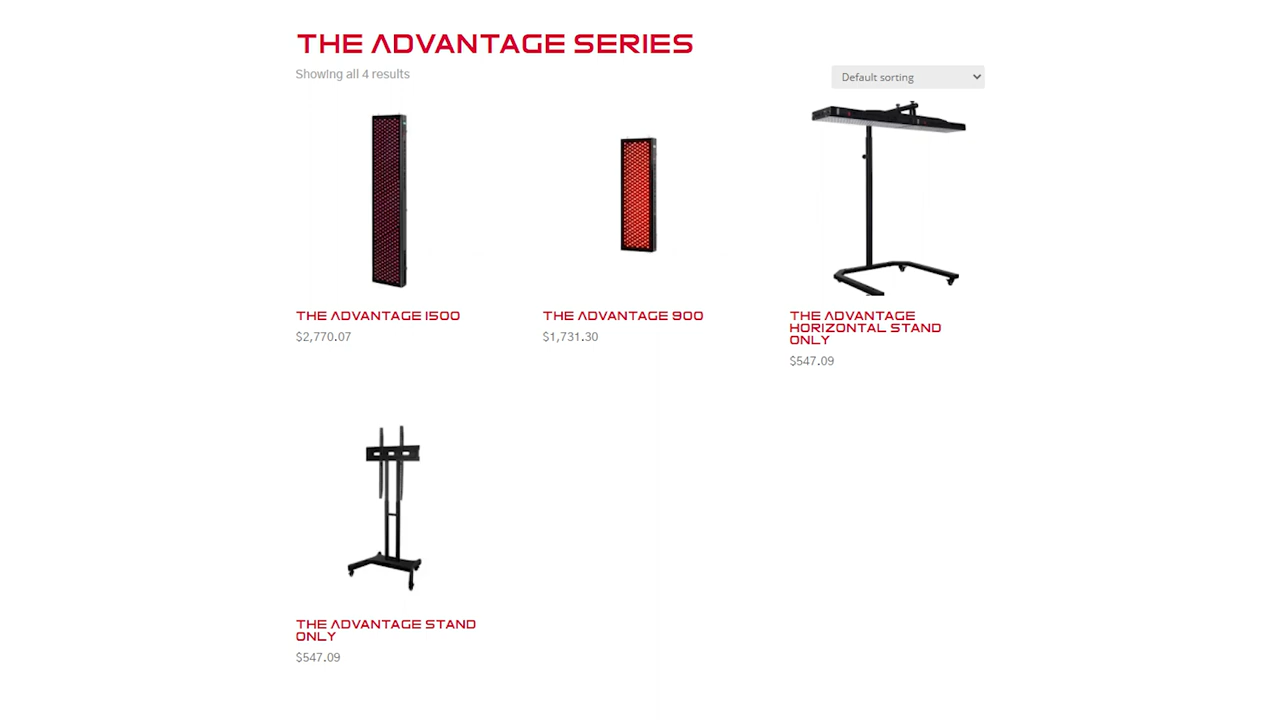 THE ADVANTAGE SERIES
Showing all 4 results
Default sorting
THE ADVANTAGE 1500
$2,770.07
THE ADVANTAGE 900
$1,731.30
THE ADVANTAGE
HORIZONTAL STAND
ONLY
$547.09
THE ADVANTAGE STAND
ONLY
$547.09